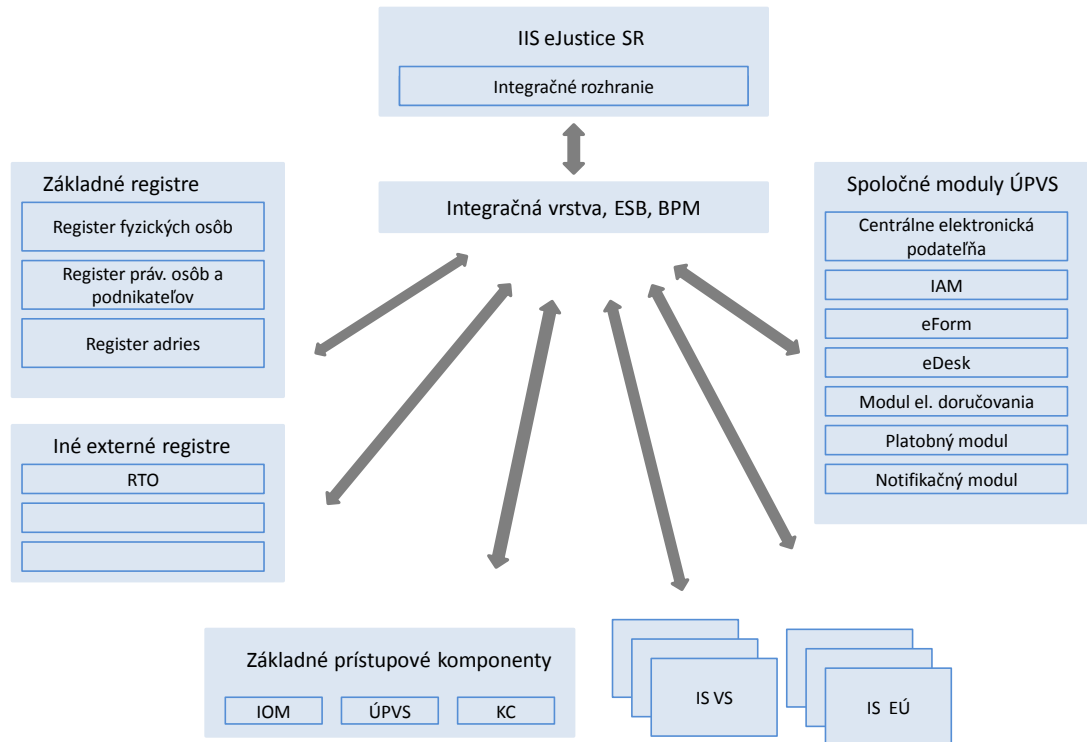 IIS eJustice SR
Integračné rozhranie
Integračná vrstva, ESB, BPM
Základné registre
Register fyzických osôb
Register práv. osôb a
podnikateľov
Register adries
Iné externé registre
RTO
Spoločné moduly ÚPVS
Centrálne elektronická
podateľňa
IAM
eForm
eDesk
Modul el. doručovania
Platobný modul
Notifikačný modul
Základné prístupové komponenty
IOM
ÚPVS
KC
IS VS
IS EÚ